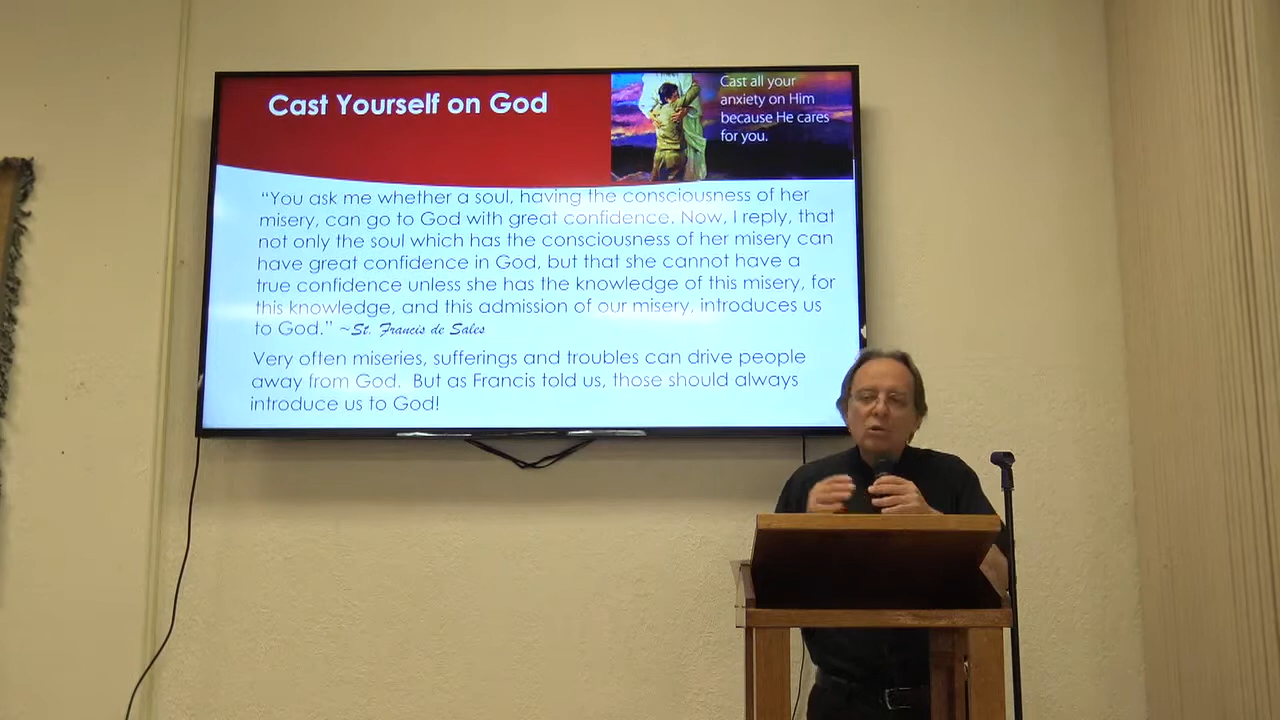 Cast Yourself on God
Cast all your
anxiety on Him
because He cares
for you.
“You ask me whether a soul, having the consciousness of her
misery, can go to God with great confidence. Now, I reply, that
not only the soul which has the consciousness of her misery can
have great confidence in God, but that she cannot have a
true confidence unless she has the knowledge of this misery, for
this knowledge, and this admission of our misery, introduces us
to God.” ~St. Francis de Sales
Very often miseries, sufferings and troubles can drive people
away from God. But as Francis told us, those should always
introduce us to God!